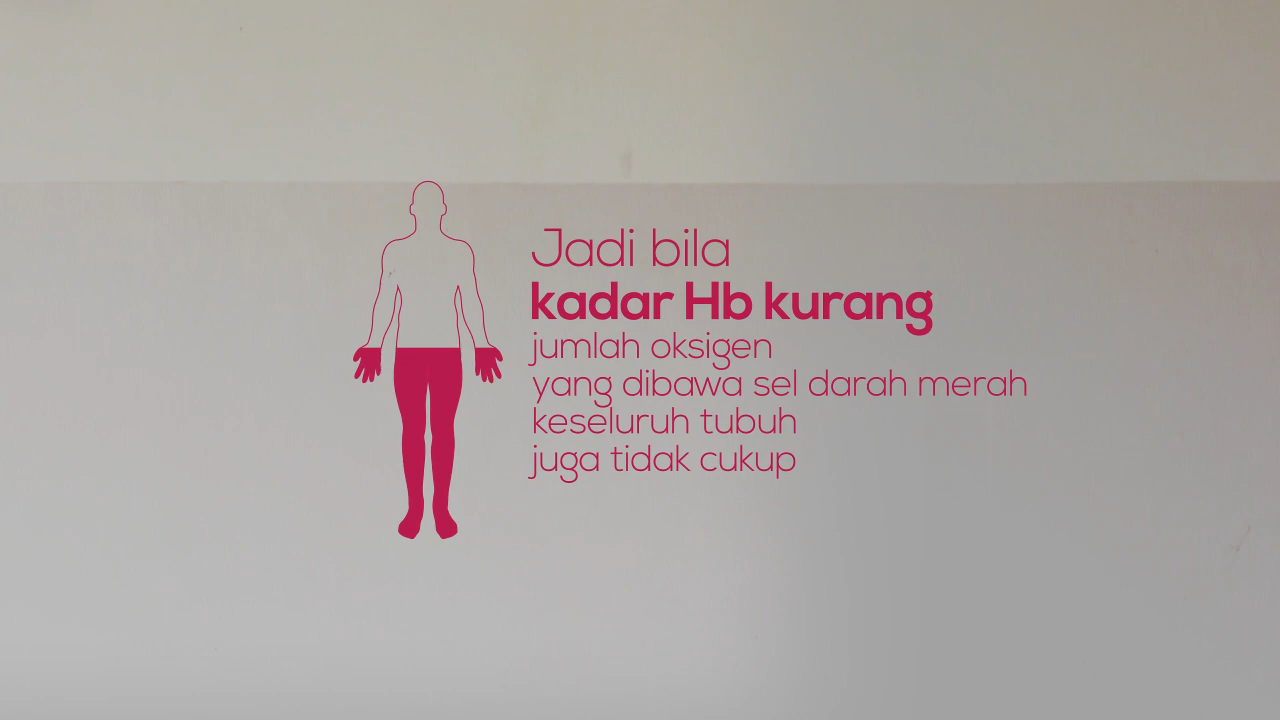 Jadi bila
kadar Hb kurang
jumlah oksigen
yang dibawa sel darah merah
keseluruh tubuh
juga tidak cukup